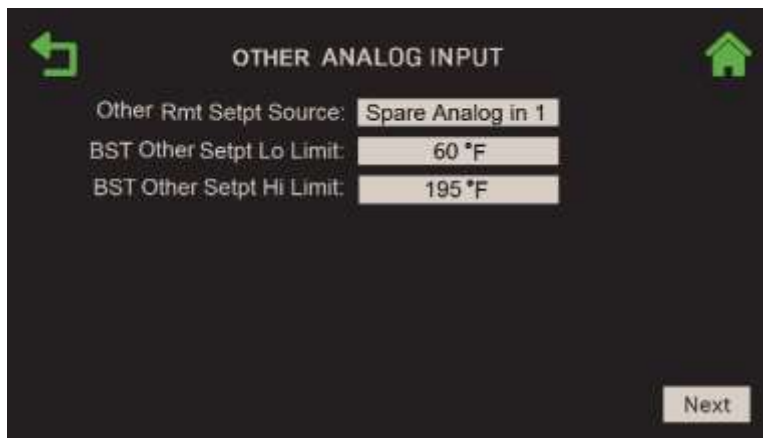 OTHER ANALOG INPUT
Other Rmt Setpt Source: Spare Analog in 1
BST Other Setpt Lo Limit: 60 °F
BST Other Setpt Hi Limit: 195 °F
Next